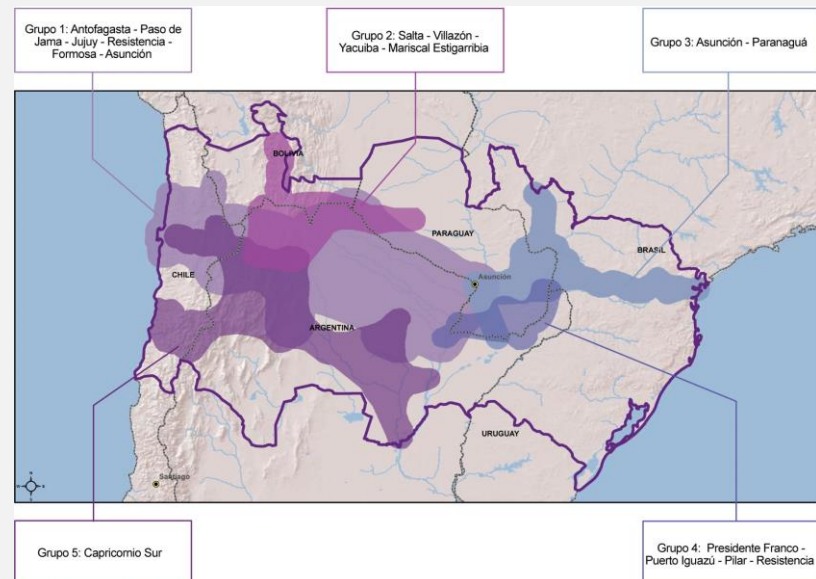 Grupo 1: Antofagasta - Paso de
Jama - Jujuy - Resistencia -
Formosa - Asunción
Grupo 2: Salta - Villazón -
Yacuiba - Mariscal Estigarribia
Grupo 3: Asunción - Paranaguá
BOLIVIA
PARAGUAY
BRASIL
CHILE
Asunción
ARGENTINA
URUGUAY
Santiago
Grupo 5: Capricornio Sur
Grupo 4: Presidente Franco -
Puerto Iguazú - Pilar - Resistencia